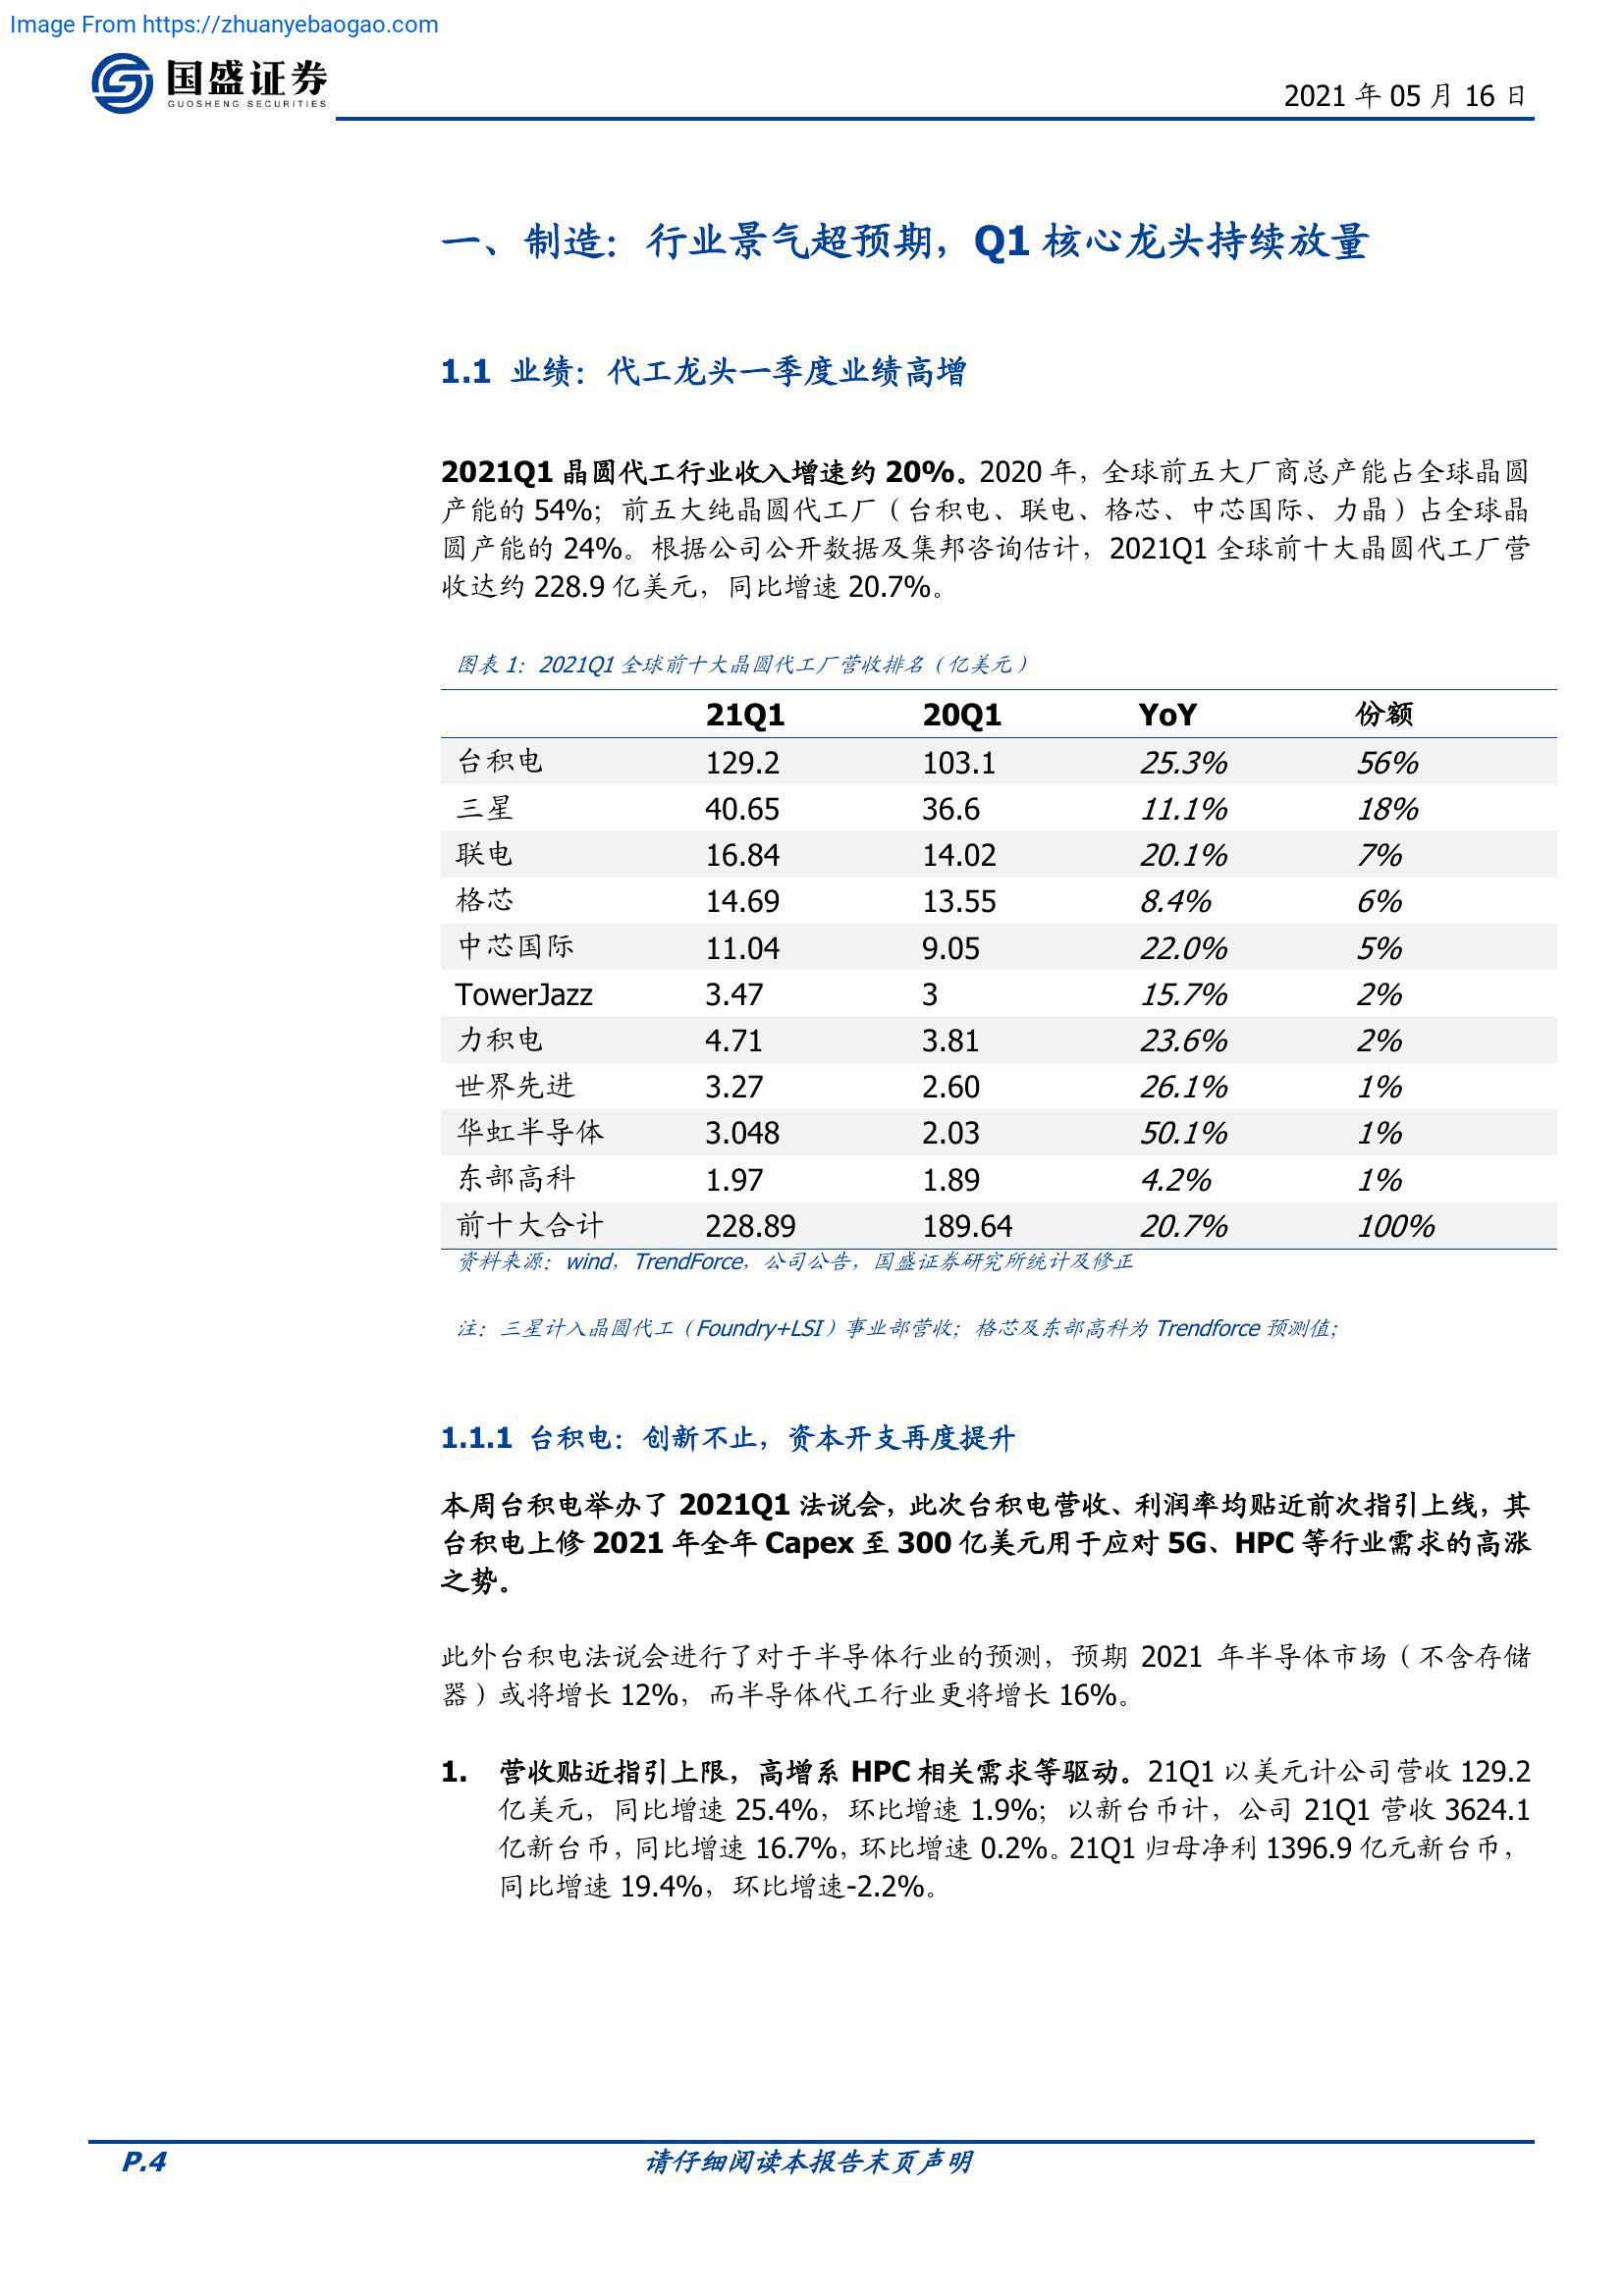 Image From https://zhuanyebaogao.com
国盛证券
GUOSHENG SECURITIES
2021 年 05 月 16 日
一、制造：行业景气超预期，Q1 核心龙头持续放量
1.1 业绩：代工龙头一季度业绩高增
2021Q1 晶圆代工行业收入增速约 20%。2020 年，全球前五大厂商总产能占全球晶圆
产能的 54%；前五大纯晶圆代工厂（台积电、联电、格芯、中芯国际、力晶）占全球晶
圆产能的 24%。根据公司公开数据及集邦咨询估计，2021Q1 全球前十大晶圆代工厂营
收达约 228.9 亿美元，同比增速 20.7%。
图表 1：2021Q1 全球前十大晶圆代工厂营收排名（亿美元）
21Q1 20Q1 YoY 份额
台积电 129.2 103.1 25.3% 56%
三星 40.65 36.6 11.1% 18%
联电 16.84 14.02 20.1% 7%
格芯 14.69 13.55 8.4% 6%
中芯国际 11.04 9.05 22.0% 5%
TowerJazz 3.47 3 15.7% 2%
力积电 4.71 3.81 23.6% 2%
世界先进 3.27 2.60 26.1% 1%
华虹半导体 3.048 2.03 50.1% 1%
东部高科 1.97 1.89 4.2% 1%
前十大合计 228.89 189.64 20.7% 100%
资料来源：wind，TrendForce，公司公告，国盛证券研究所统计及修正
注：三星计入晶圆代工（Foundry+LSI）事业部营收；格芯及东部高科为 Trendforce 预测值；
1.1.1 台积电：创新不止，资本开支再度提升
本周台积电举办了 2021Q1 法说会，此次台积电营收、利润率均贴近前次指引上线，其
台积电上修 2021 年全年 Capex 至 300 亿美元用于应对 5G、HPC 等行业需求的高涨
之势。
此外台积电法说会进行了对于半导体行业的预测，预期 2021 年半导体市场（不含存储
器）或将增长 12%，而半导体代工行业更将增长 16%。
1. 营收贴近指引上限，高增系 HPC 相关需求等驱动。21Q1 以美元计公司营收 129.2
亿美元，同比增速 25.4%，环比增速 1.9%；以新台币计，公司 21Q1 营收 3624.1
亿新台币，同比增速 16.7%，环比增速 0.2%。21Q1 归母净利 1396.9 亿元新台币，
同比增速 19.4%，环比增速-2.2%。
P.4 请仔细阅读本报告末页声明